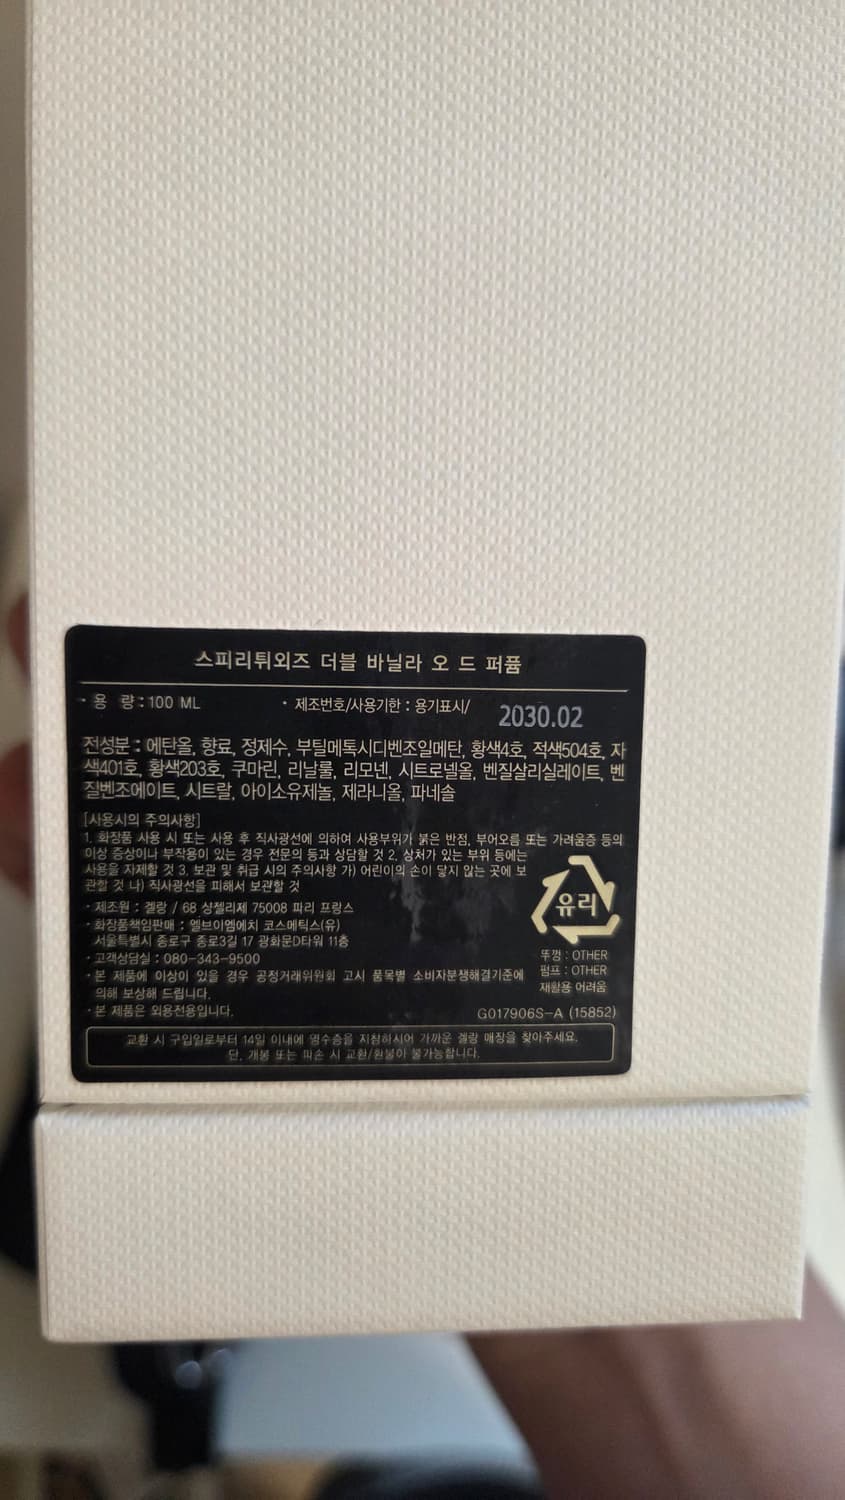 스피리튀외즈 더블 바닐라 오 드 퍼퓸
· 용 량 : 100 ML · 제조번호/사용기한 : 용기표시/ 2030.02
전성분 : 에탄올, 향료, 정제수, 부틸메톡시디벤조일메탄, 황색4호, 적색504호, 자
색401호, 황색203호, 쿠마린, 리날룰, 리모넨, 시트로넬올, 벤질살리실레이트, 벤
질벤조에이트, 시트랄, 아이소유제놀, 제라니올, 파네솔
[사용시의 주의사항]
1. 화장품 사용 시 또는 사용 후 직사광선에 의하여 사용부위가 붉은 반점, 부어오름 또는 가려움증 등의
이상 증상이나 부작용이 있는 경우 전문의 등과 상담할 것 2. 상처가 있는 부위 등에는
사용을 자제할 것 3. 보관 및 취급 시의 주의사항 가) 어린이의 손이 닿지 않는 곳에 보
관할 것 나) 직사광선을 피해서 보관할 것
유리
· 제조원 : 겔랑 / 68 샹젤리제 75008 파리 프랑스
· 화장품책임판매 : 엘브이엠에치 코스메틱스(유)
서울특별시 종로구 종로3길 17 광화문D타워 11층
· 고객상담실 : 080-343-9500
· 본 제품에 이상이 있을 경우 공정거래위원회 고시 품목별 소비자분쟁해결기준에
의해 보상해 드립니다.
· 본 제품은 외용전용입니다.
뚜껑 : OTHER
펌프 : OTHER
재활용 어려움
G017906S-A (15852)
교환 시 구입일로부터 14일 이내에 영수증을 지참하시어 가까운 겔랑 매장을 찾아주세요.
단, 개봉 또는 파손 시 교환/환불이 불가능합니다.